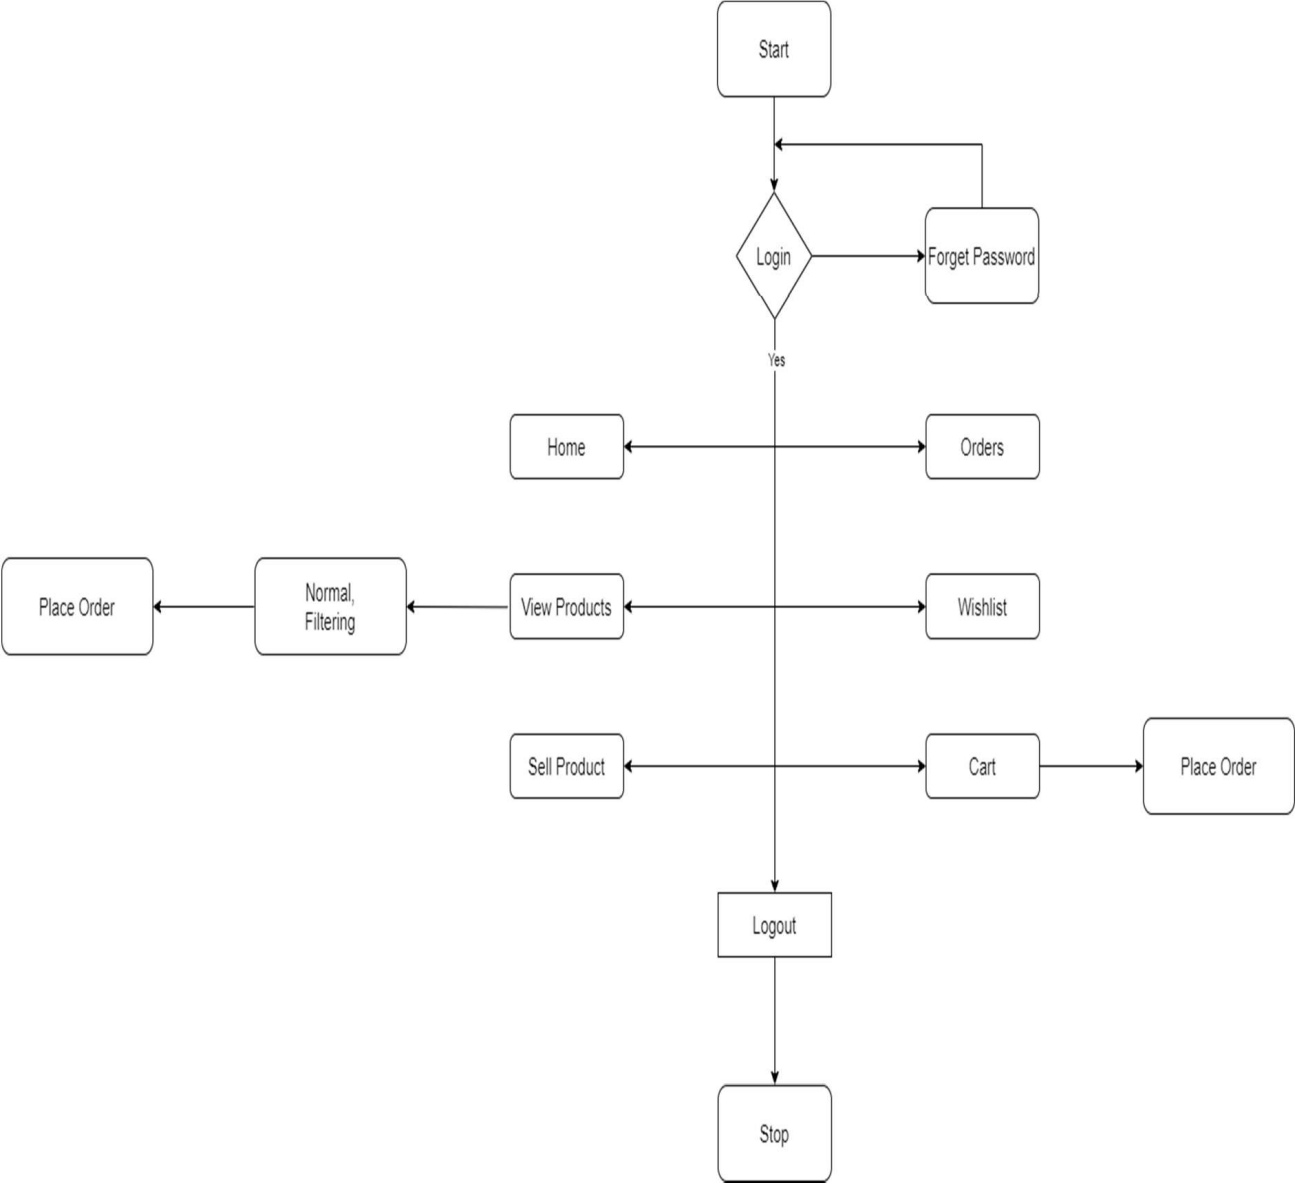 Start
Login
Forget Password
Yes
Home
Orders
Place Order
Normal,
Filtering
View Products
Wishlist
Sell Product
Cart
Place Order
Logout
Stop